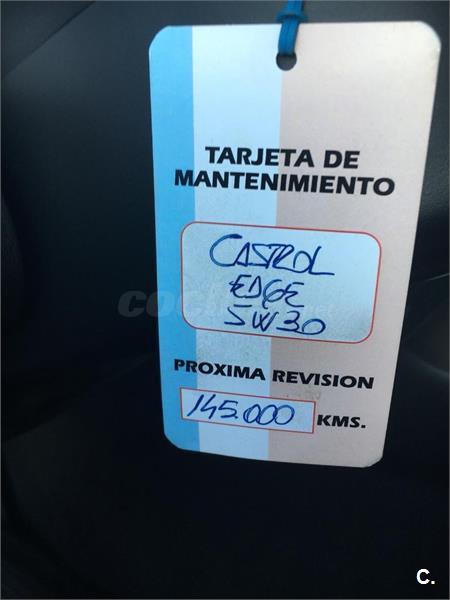 TARJETA DE
MANTENIMIENTO
CASTROL
EDGE
5W30
PROXIMA REVISION
145.000 KMS.
C.